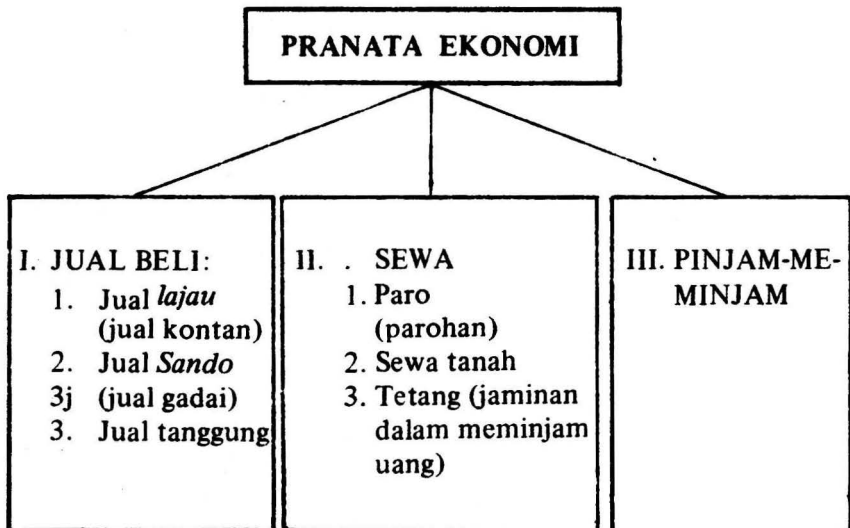 PRANATA EKONOMI
I. JUAL BELI:
1. Jual lajau
(jual kontan)
2. Jual Sando
3j (jual gadai)
3. Jual tanggung
II. . SEWA
1. Paro
(parohan)
2. Sewa tanah
3. Tetang (jaminan
dalam meminjam
uang)
III. PINJAM-ME-
MINJAM